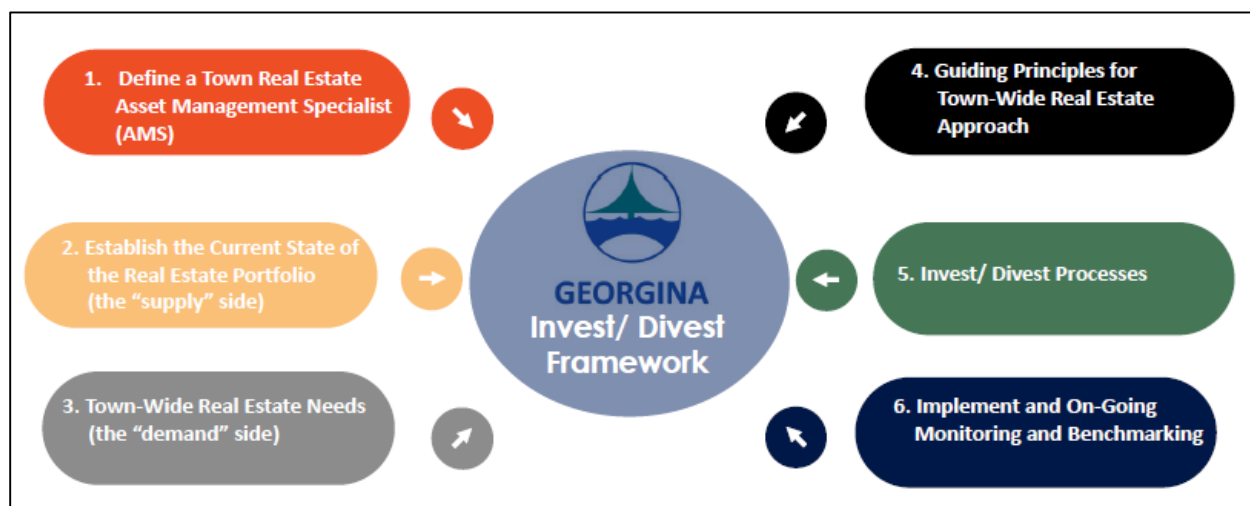 1. Define a Town Real Estate
Asset Management Specialist
(AMS)
2. Establish the Current State of
the Real Estate Portfolio
(the “supply” side)
3. Town-Wide Real Estate Needs
(the “demand” side)
GEORGINA
Invest/ Divest
Framework
4. Guiding Principles for
Town-Wide Real Estate
Approach
5. Invest/ Divest Processes
6. Implement and On-Going
Monitoring and Benchmarking